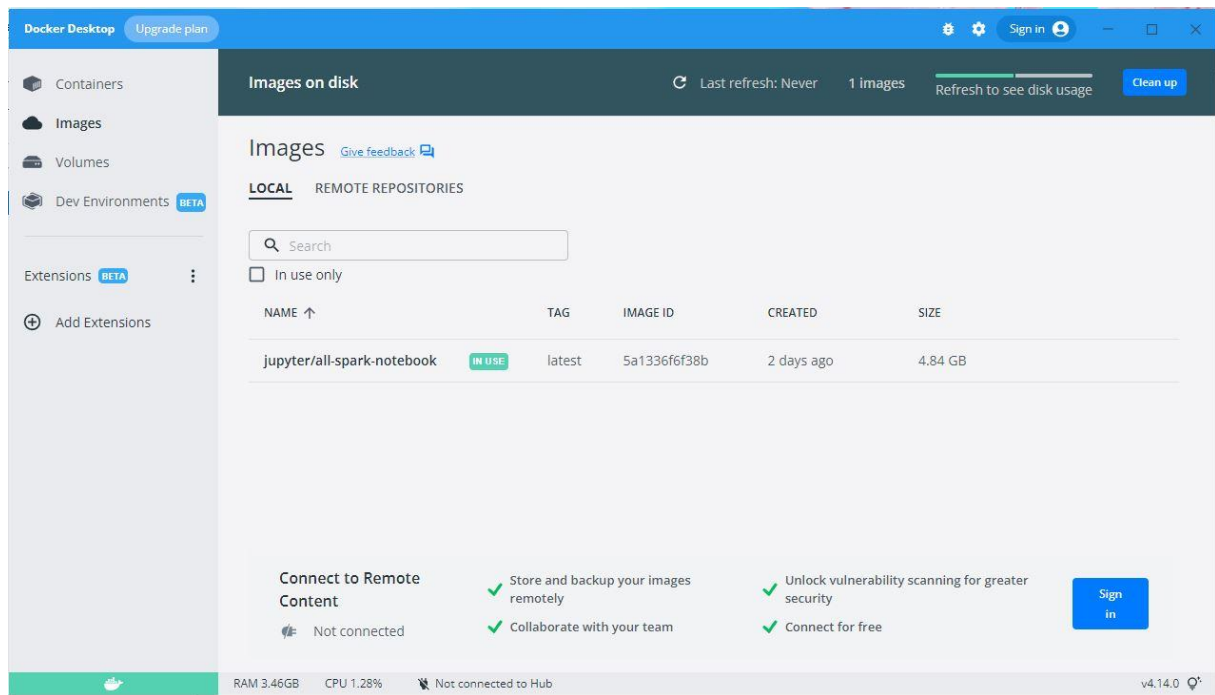 Docker Desktop Upgrade plan Sign in
Containers
Images
Volumes
Dev Environments BETA
Extensions BETA
Add Extensions
Images on disk Last refresh: Never 1 images Refresh to see disk usage Clean up
Images Give feedback
LOCAL REMOTE REPOSITORIES
Search
In use only
NAME TAG IMAGE ID CREATED SIZE
jupyter/all-spark-notebook IN USE latest 5a1336f6f38b 2 days ago 4.84 GB
Connect to Remote
Content
Not connected
Store and backup your images
remotely
Collaborate with your team
Unlock vulnerability scanning for greater
security
Connect for free
Sign
in
RAM 3.46GB CPU 1.28% Not connected to Hub v4.14.0